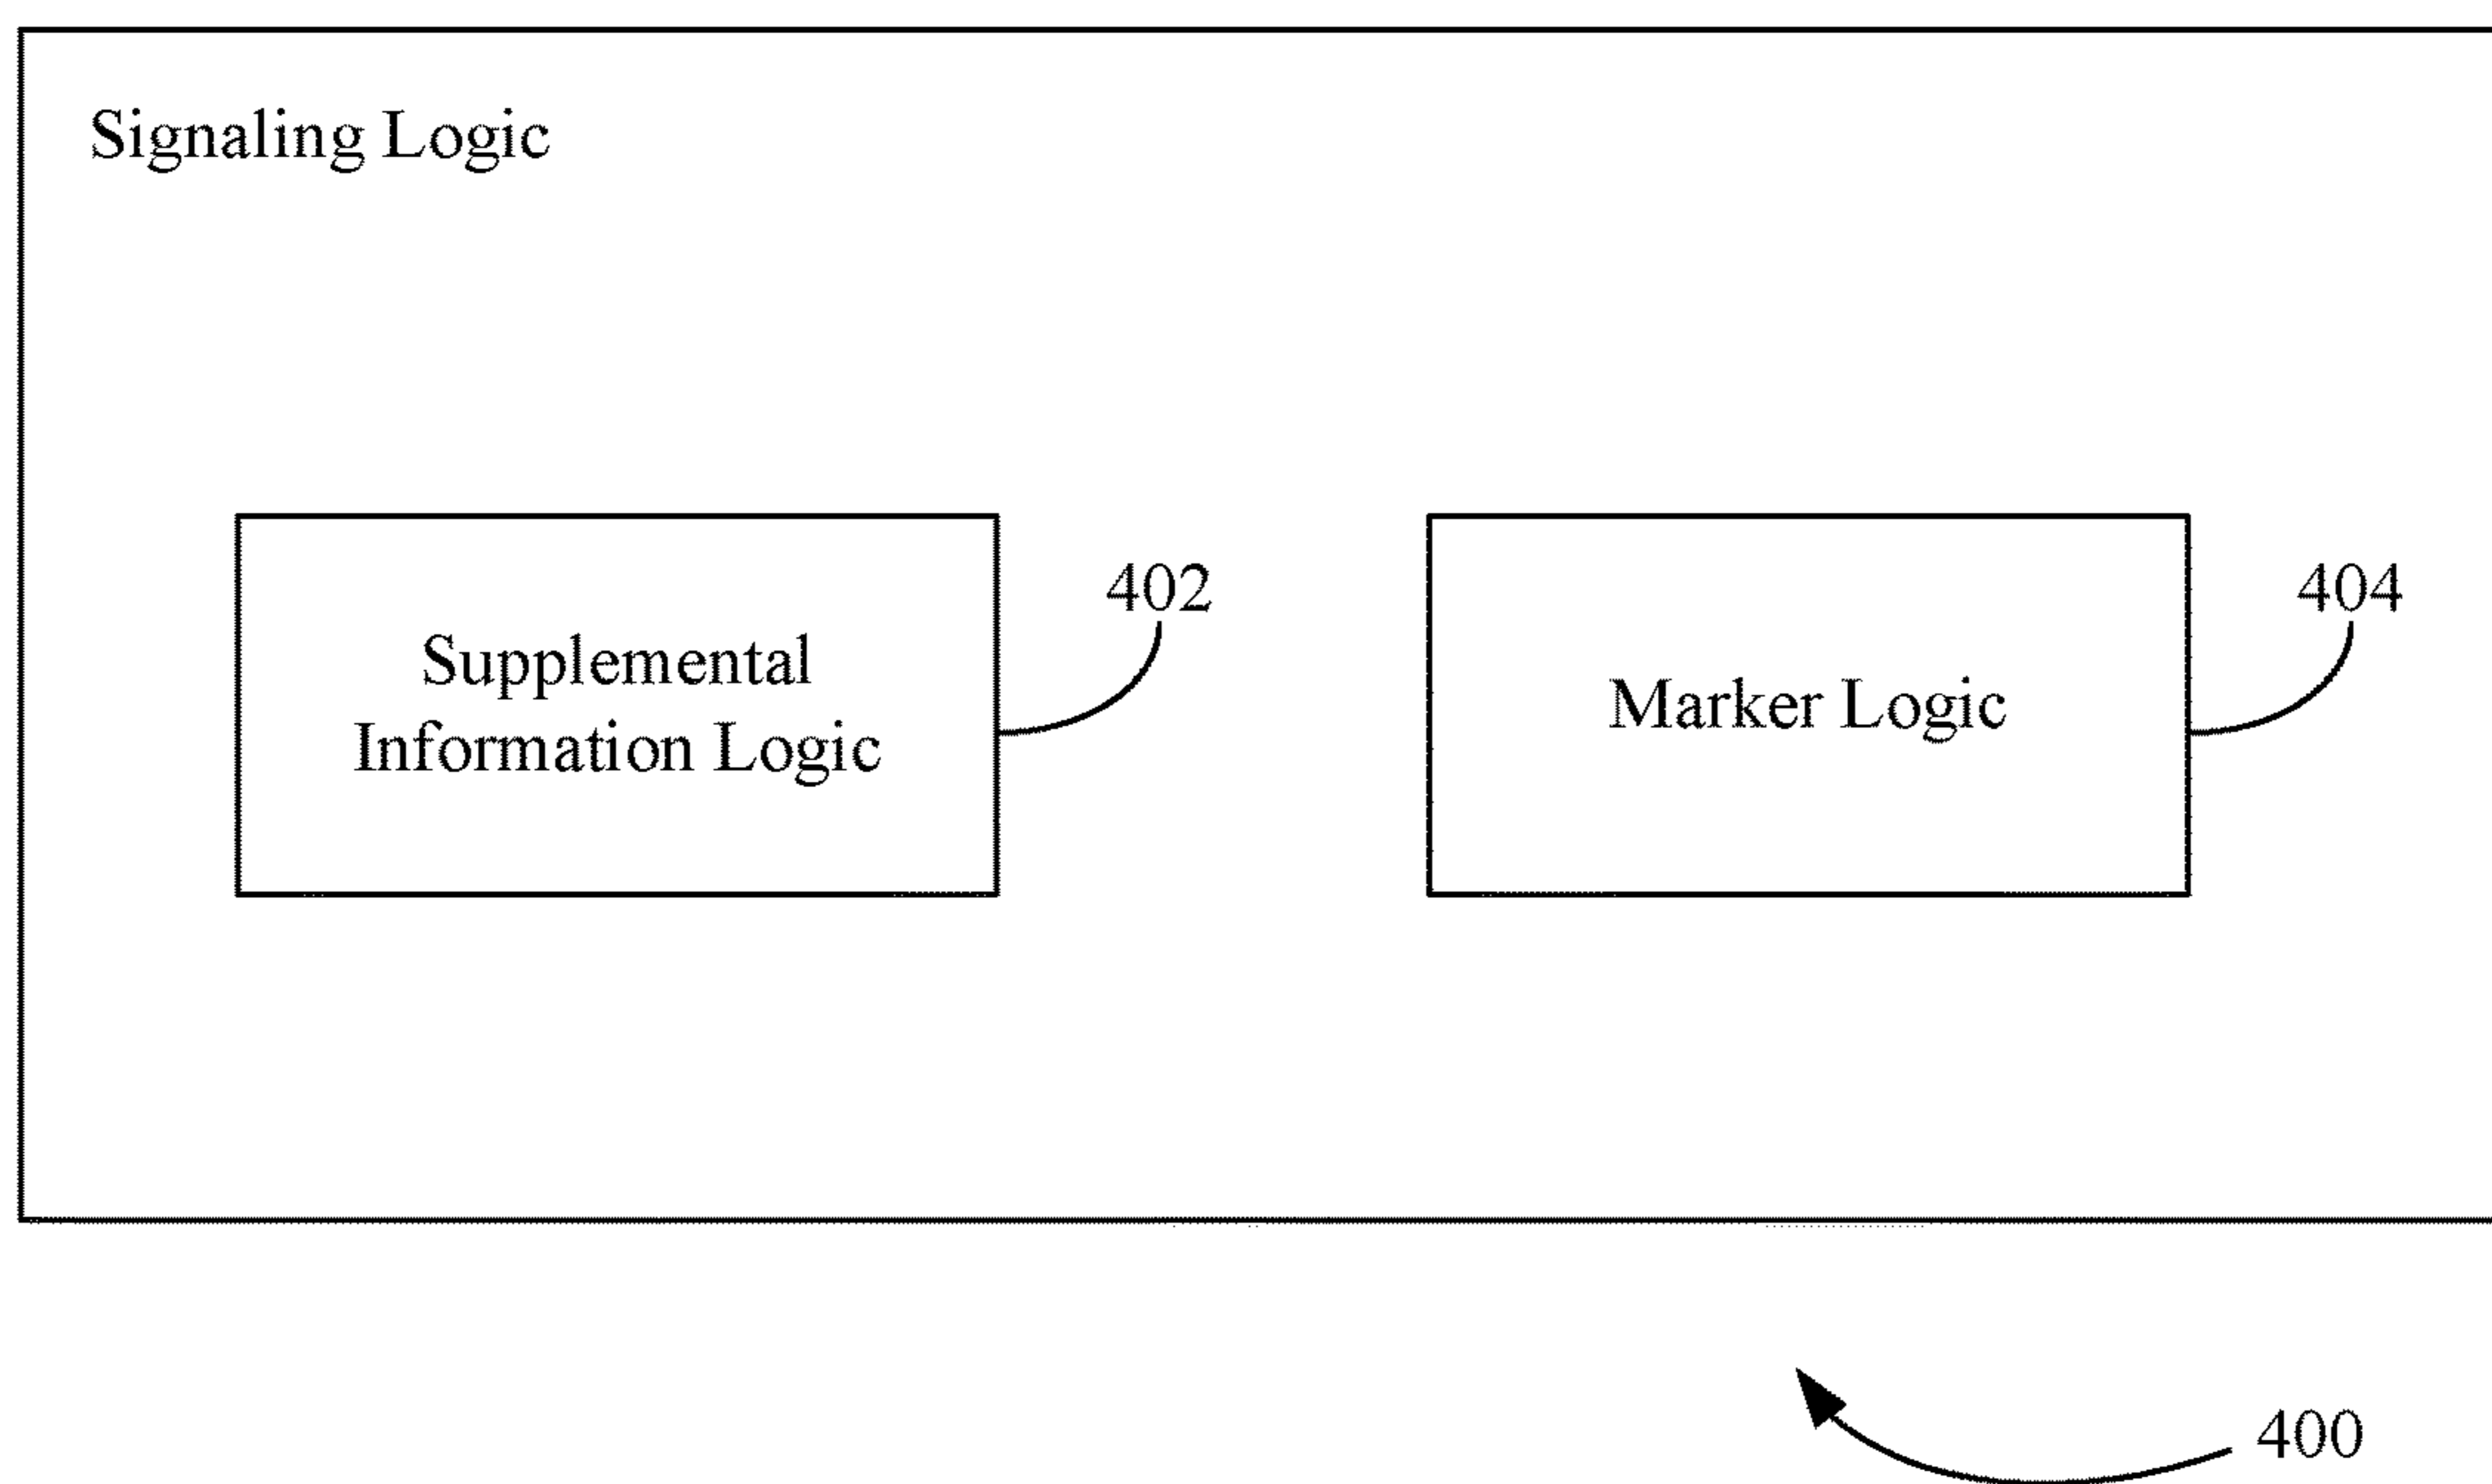 Signaling Logic
402
404
Supplemental
Information Logic
Marker Logic
400